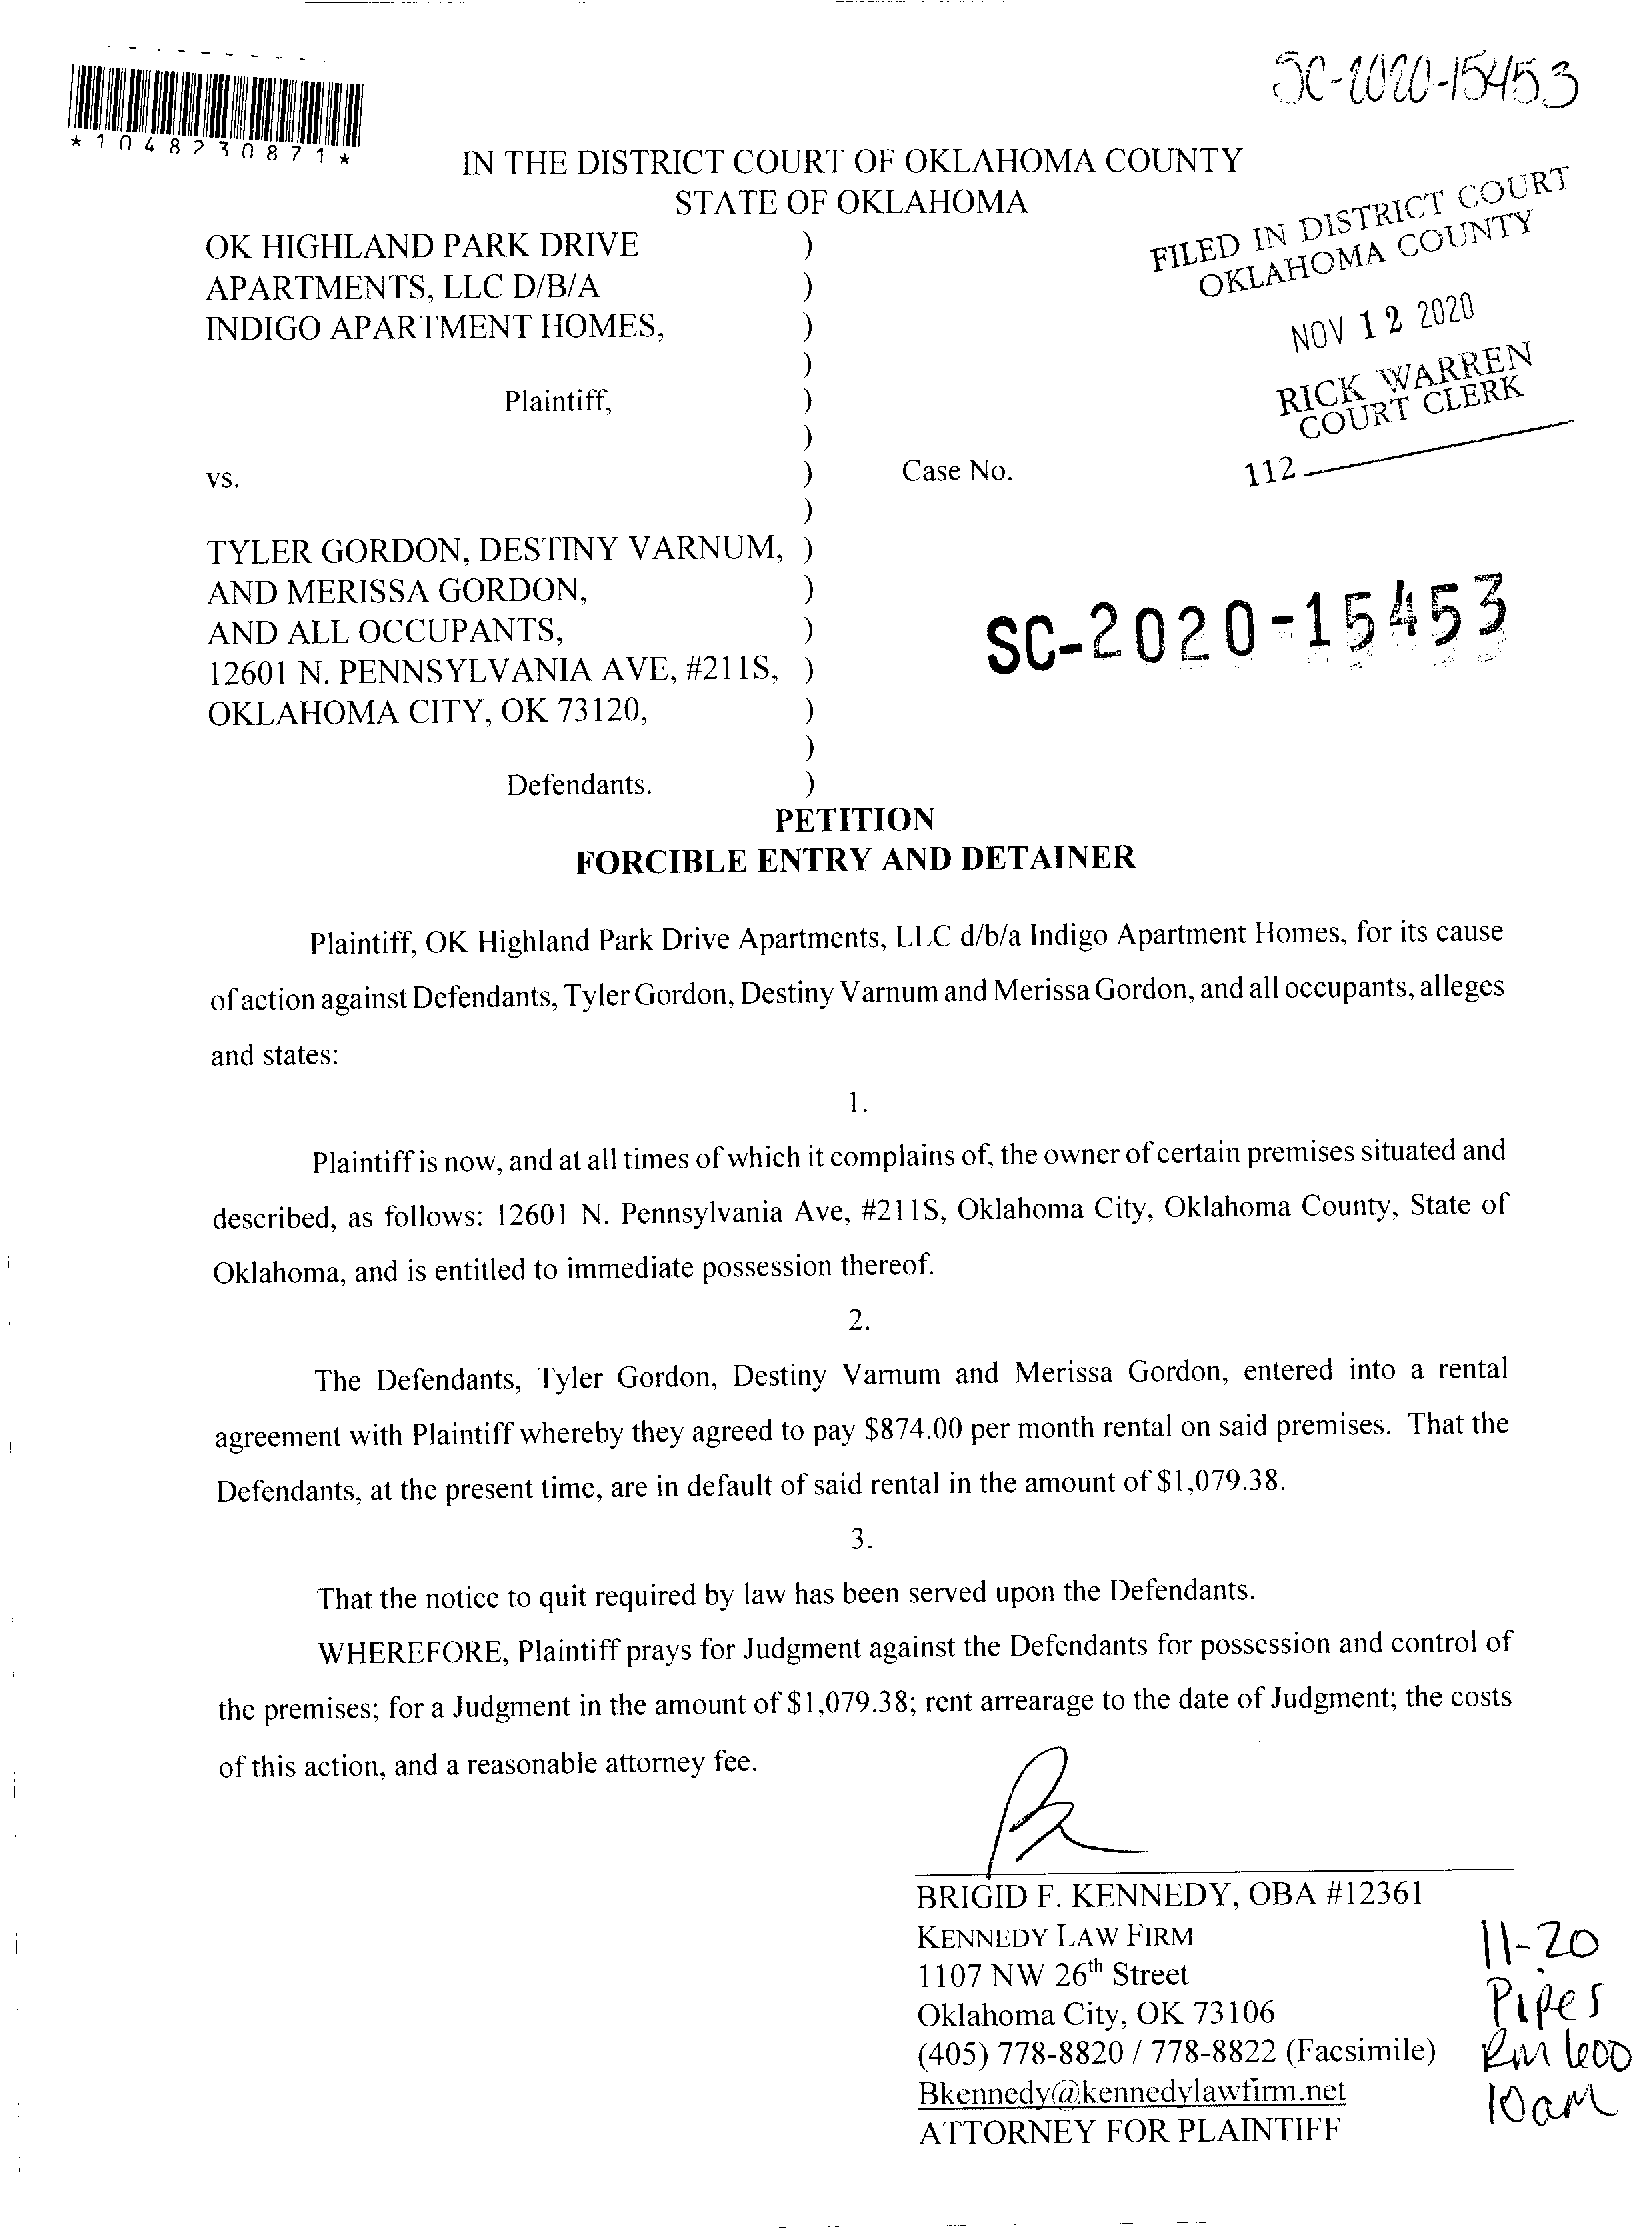 SC-2020-15453
*1048230871*
IN THE DISTRICT COURT OF OKLAHOMA COUNTY
STATE OF OKLAHOMA
FILED IN DISTRICT COURT
OKLAHOMA COUNTY
NOV 12 2020
RICK WARREN
COURT CLERK
112
OK HIGHLAND PARK DRIVE )
APARTMENTS, LLC D/B/A )
INDIGO APARTMENT HOMES, )
)
Plaintiff, )
)
vs. ) Case No.
)
TYLER GORDON, DESTINY VARNUM, )
AND MERISSA GORDON, )
AND ALL OCCUPANTS, ) SC-2020-15453
12601 N. PENNSYLVANIA AVE, #211S, )
OKLAHOMA CITY, OK 73120, )
)
Defendants. )
PETITION
FORCIBLE ENTRY AND DETAINER
Plaintiff, OK Highland Park Drive Apartments, LLC d/b/a Indigo Apartment Homes, for its cause
of action against Defendants, Tyler Gordon, Destiny Varnum and Merissa Gordon, and all occupants, alleges
and states:
1.
Plaintiff is now, and at all times of which it complains of, the owner of certain premises situated and
described, as follows: 12601 N. Pennsylvania Ave, #211S, Oklahoma City, Oklahoma County, State of
Oklahoma, and is entitled to immediate possession thereof.
2.
The Defendants, Tyler Gordon, Destiny Varnum and Merissa Gordon, entered into a rental
agreement with Plaintiff whereby they agreed to pay $874.00 per month rental on said premises. That the
Defendants, at the present time, are in default of said rental in the amount of $1,079.38.
3.
That the notice to quit required by law has been served upon the Defendants.
WHEREFORE, Plaintiff prays for Judgment against the Defendants for possession and control of
the premises; for a Judgment in the amount of $1,079.38; rent arrearage to the date of Judgment; the costs
of this action, and a reasonable attorney fee.
BRIGID F. KENNEDY, OBA #12361
KENNEDY LAW FIRM
1107 NW 26th Street
Oklahoma City, OK 73106
(405) 778-8820 / 778-8822 (Facsimile)
Bkennedy@kennedylawfirm.net
ATTORNEY FOR PLAINTIFF
11-20
Pipes
Rm 600
10am